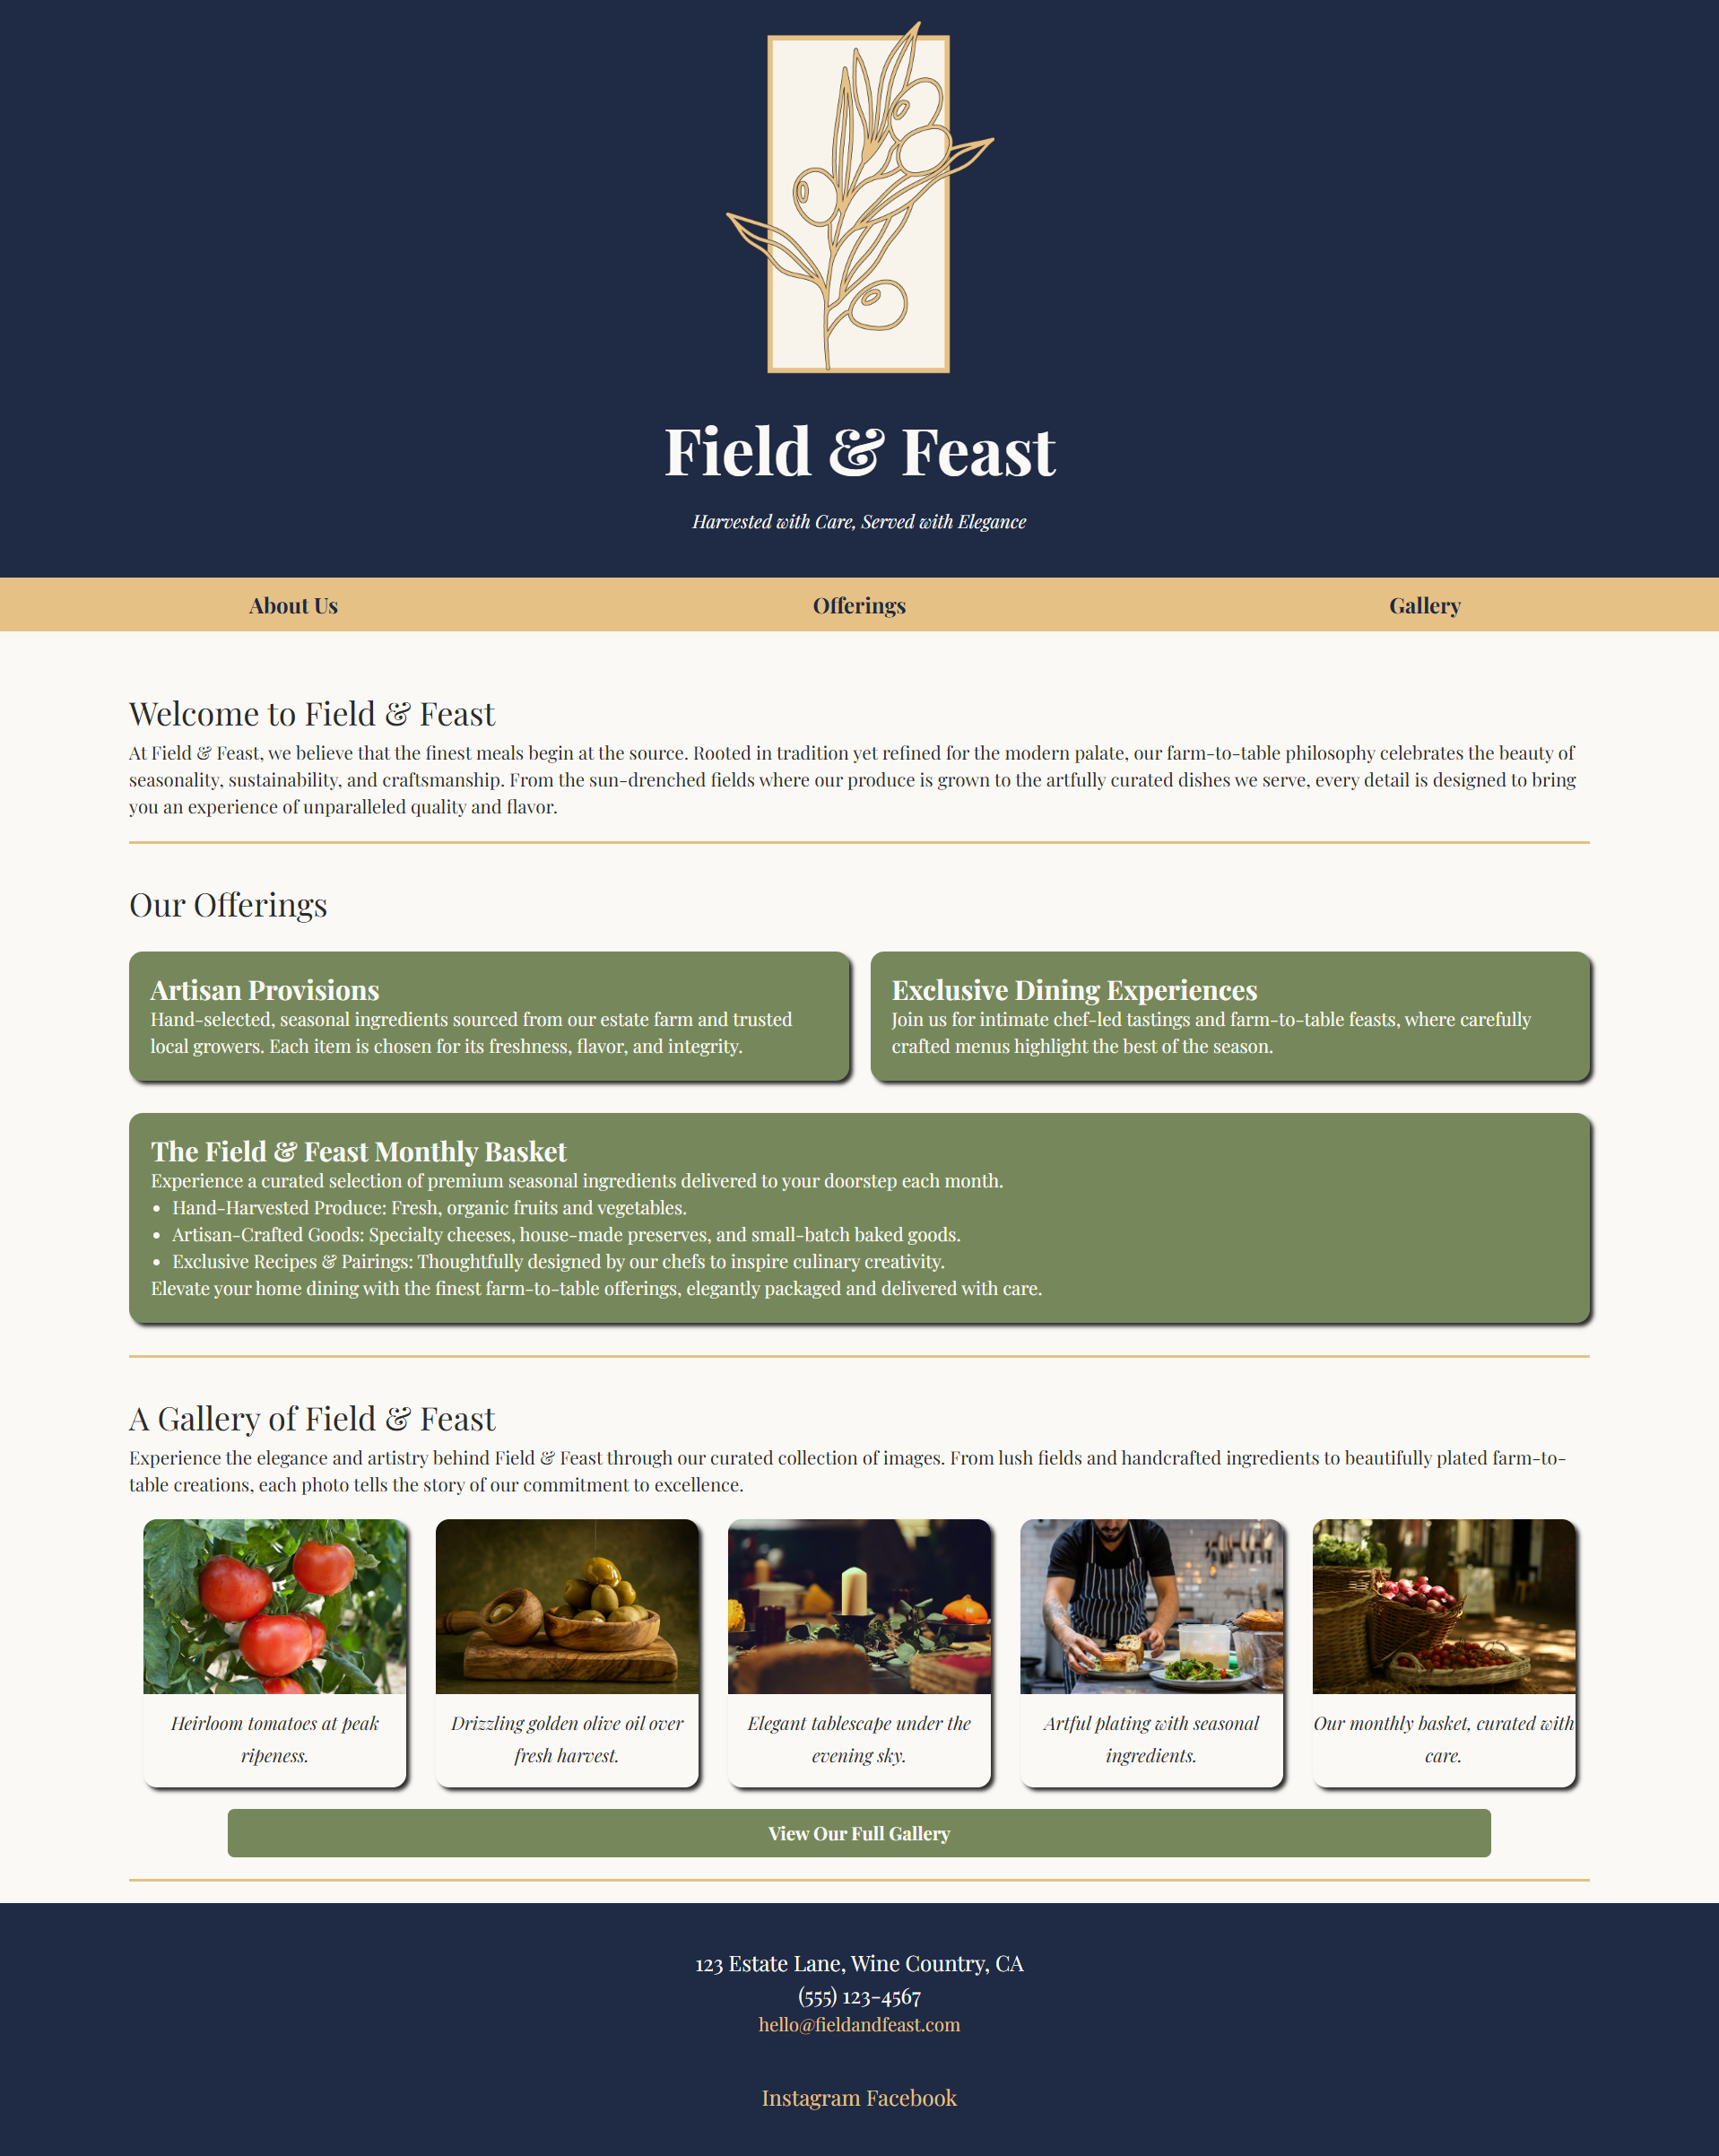 Field & Feast
Harvested with Care, Served with Elegance
About Us
Offerings
Gallery
Welcome to Field & Feast
At Field & Feast, we believe that the finest meals begin at the source. Rooted in tradition yet refined for the modern palate, our farm-to-table philosophy celebrates the beauty of
seasonality, sustainability, and craftsmanship. From the sun-drenched fields where our produce is grown to the artfully curated dishes we serve, every detail is designed to bring
you an experience of unparalleled quality and flavor.
Our Offerings
Artisan Provisions
Hand-selected, seasonal ingredients sourced from our estate farm and trusted
local growers. Each item is chosen for its freshness, flavor, and integrity.
Exclusive Dining Experiences
Join us for intimate chef-led tastings and farm-to-table feasts, where carefully
crafted menus highlight the best of the season.
The Field & Feast Monthly Basket
Experience a curated selection of premium seasonal ingredients delivered to your doorstep each month.
• Hand-Harvested Produce: Fresh, organic fruits and vegetables.
• Artisan-Crafted Goods: Specialty cheeses, house-made preserves, and small-batch baked goods.
• Exclusive Recipes & Pairings: Thoughtfully designed by our chefs to inspire culinary creativity.
Elevate your home dining with the finest farm-to-table offerings, elegantly packaged and delivered with care.
A Gallery of Field & Feast
Experience the elegance and artistry behind Field & Feast through our curated collection of images. From lush fields and handcrafted ingredients to beautifully plated farm-to-
table creations, each photo tells the story of our commitment to excellence.
Heirloom tomatoes at peak
ripeness.
Drizzling golden olive oil over
fresh harvest.
Elegant tablescape under the
evening sky.
Artful plating with seasonal
ingredients.
Our monthly basket, curated with
care.
View Our Full Gallery
123 Estate Lane, Wine Country, CA
(555) 123-4567
hello@fieldandfeast.com
Instagram Facebook